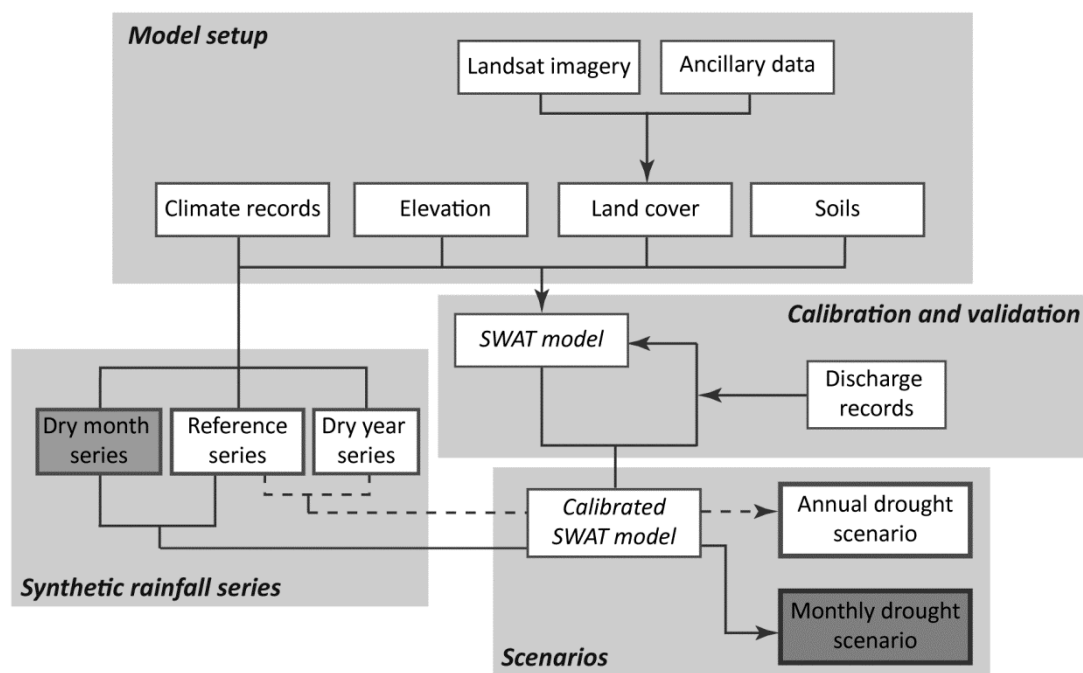 Model setup
Landsat imagery
Ancillary data
Climate records
Elevation
Land cover
Soils
Calibration and validation
SWAT model
Discharge
records
Dry month
series
Reference
series
Dry year
series
Calibrated
SWAT model
Annual drought
scenario
Synthetic rainfall series
Monthly drought
scenario
Scenarios